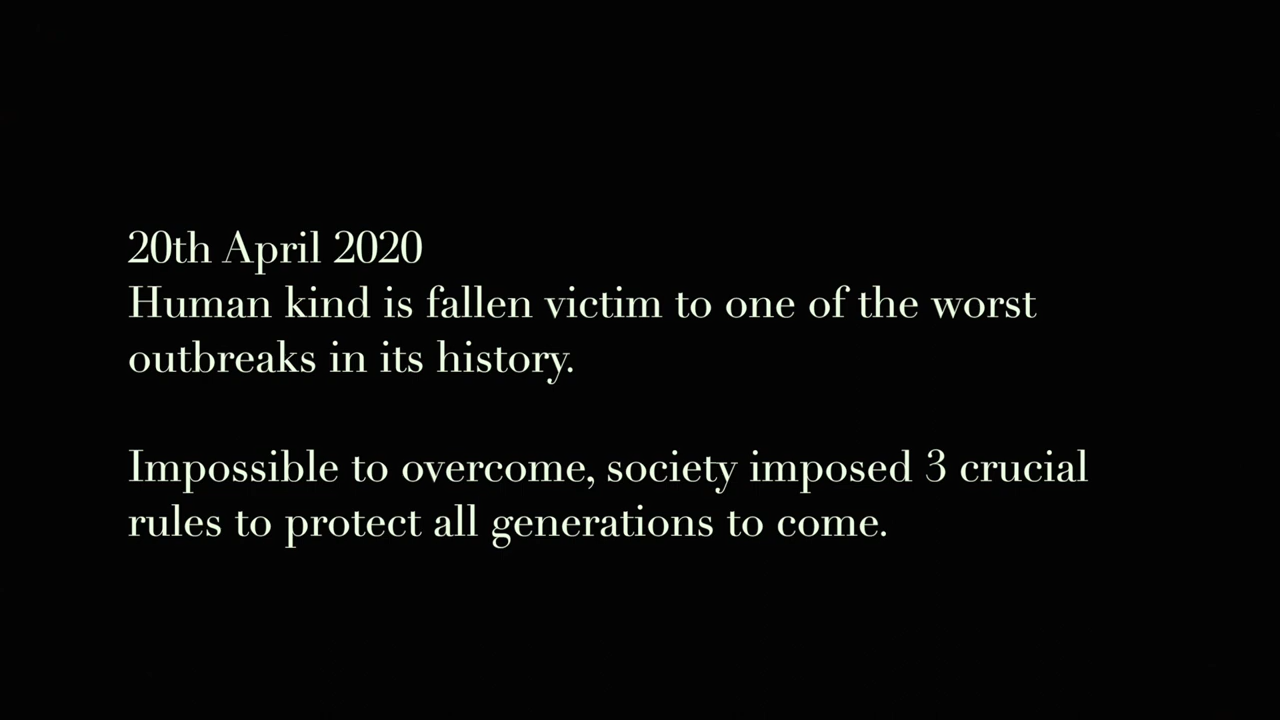 20th April 2020
Human kind is fallen victim to one of the worst
outbreaks in its history.
Impossible to overcome, society imposed 3 crucial
rules to protect all generations to come.